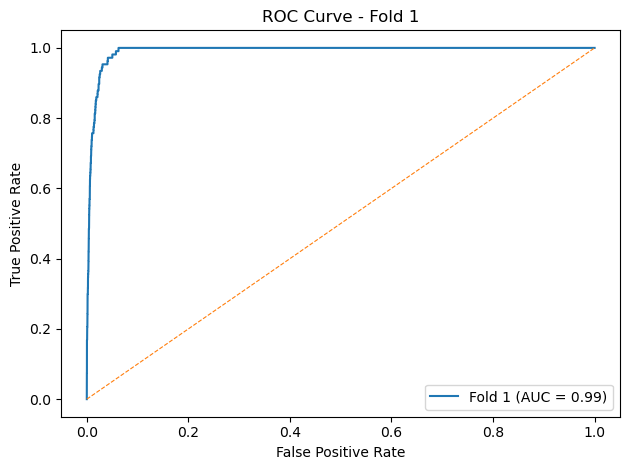 ROC Curve - Fold 1
True Positive Rate
1.0
0.8
0.6
0.4
0.2
0.0
Fold 1 (AUC = 0.99)
0.0 0.2 0.4 0.6 0.8 1.0
False Positive Rate